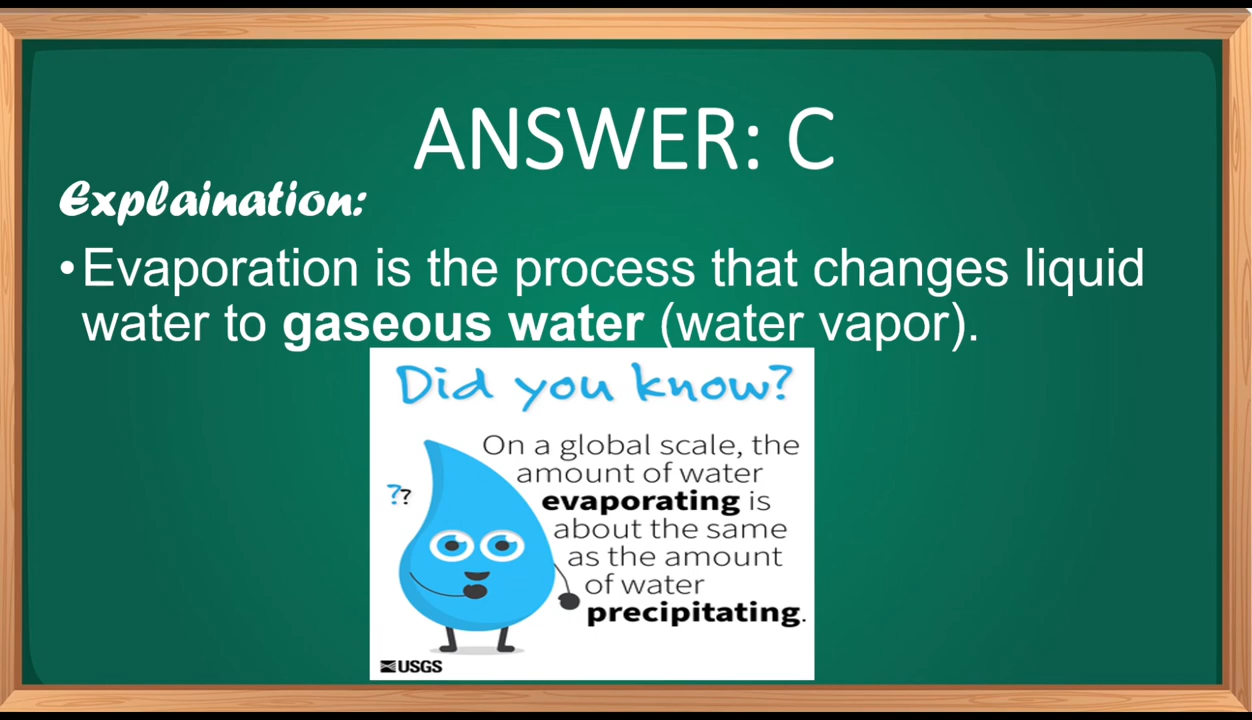 ANSWER: C
Explaination:
•Evaporation is the process that changes liquid
water to gaseous water (water vapor).
Did you know?
On a global scale, the
amount of water
??
evaporating is
about the same
as the amount
of water
precipitating.
USGS